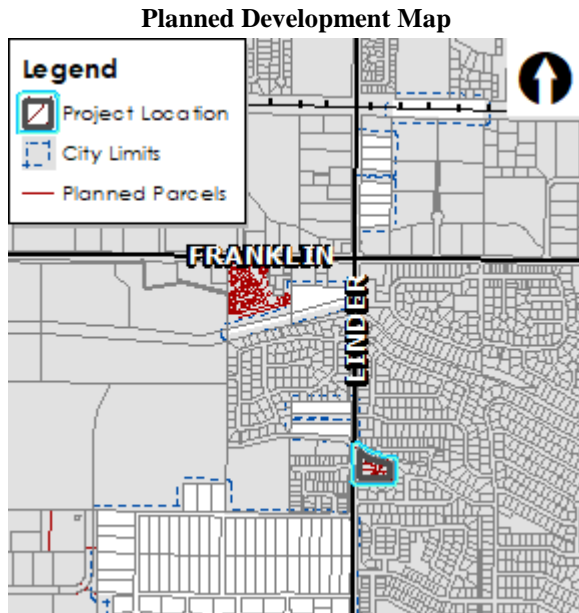 Planned Development Map
Legend
Project Location
City Limits
Planned Parcels
FRANKLIN
LINDER